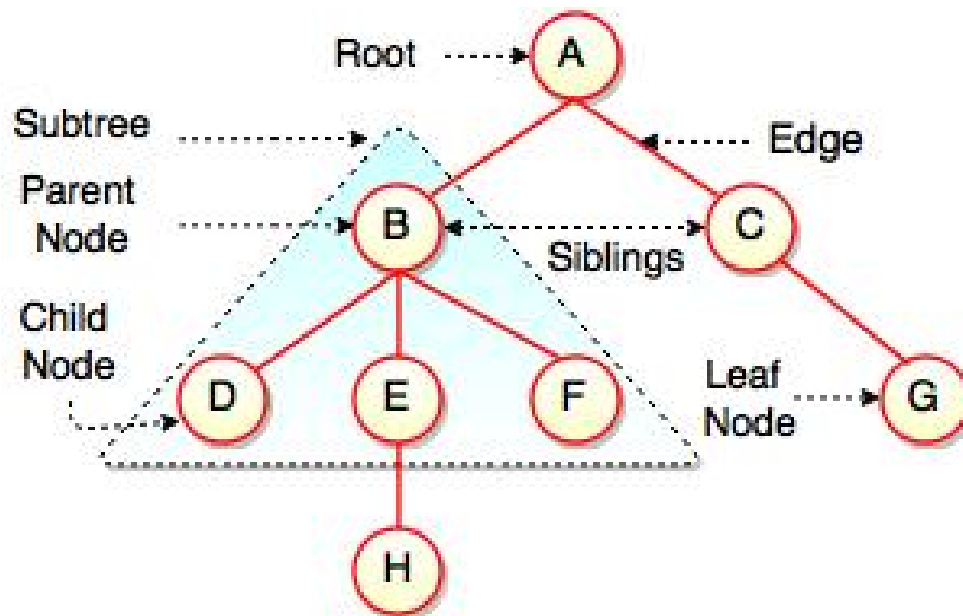 Root
A
Subtree
Edge
Parent
Node
B
C
Siblings
Child
Node
D
E
F
Leaf
Node
G
H